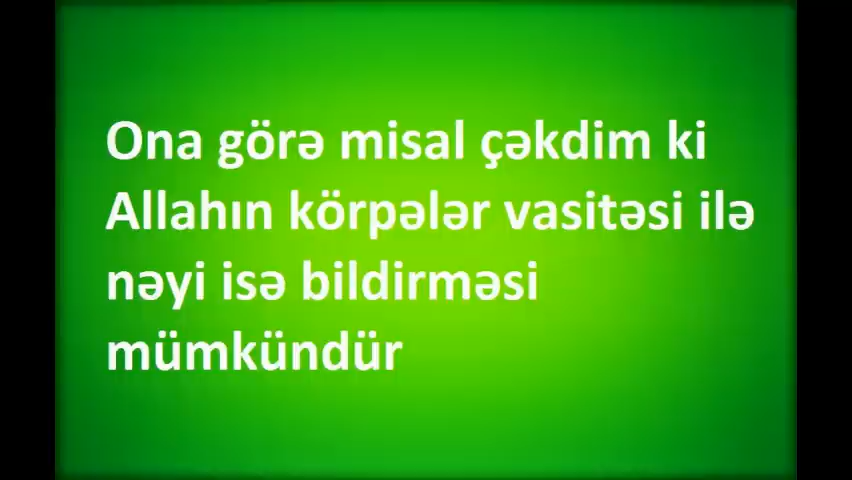 Ona görə misal çəkdim ki
Allahın körpələr vasitəsi ilə
nəyi isə bildirməsi
mümkündür